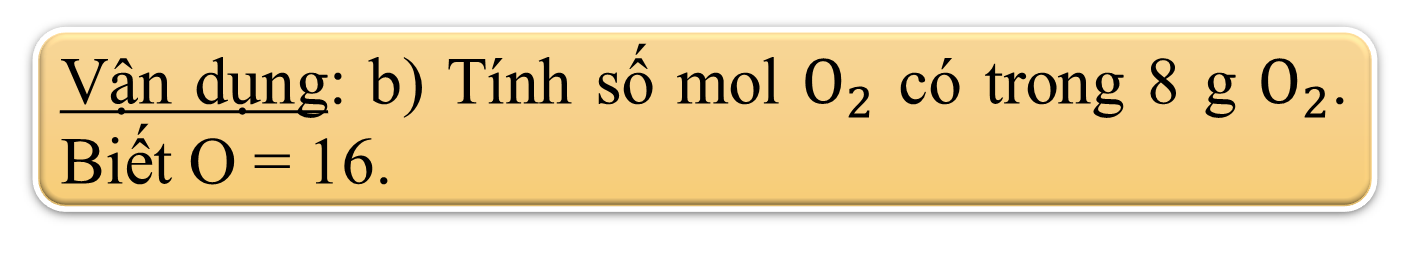 Vận dụng: b) Tính số mol O₂ có trong 8 g O₂.
Biết O = 16.